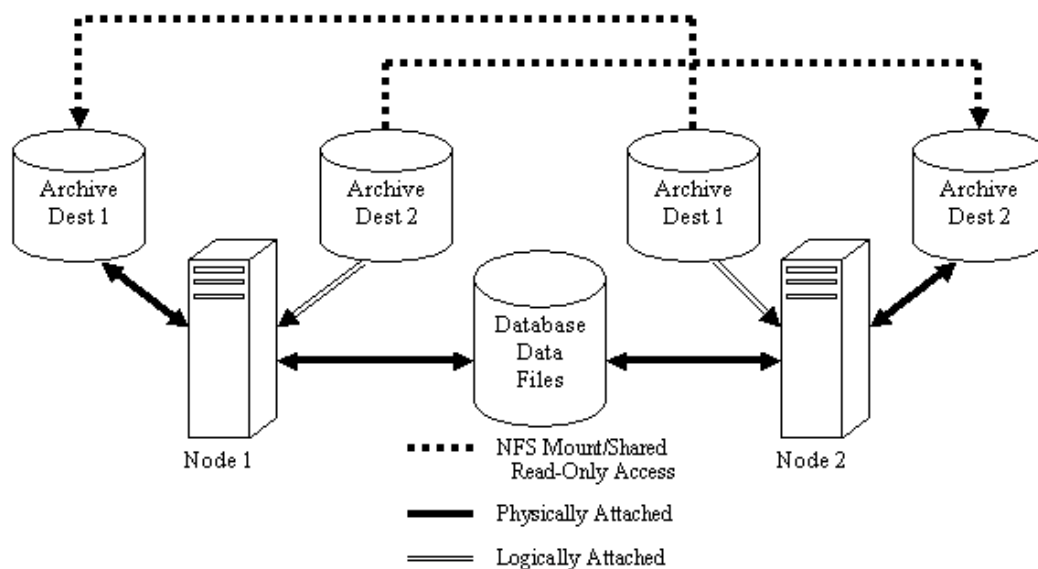 Archive
Dest 1
Archive
Dest 2
Archive
Dest 1
Archive
Dest 2
Database
Data
Files
Node 1
Node 2
NFS Mount/Shared
Read-Only Access
Physically Attached
Logically Attached